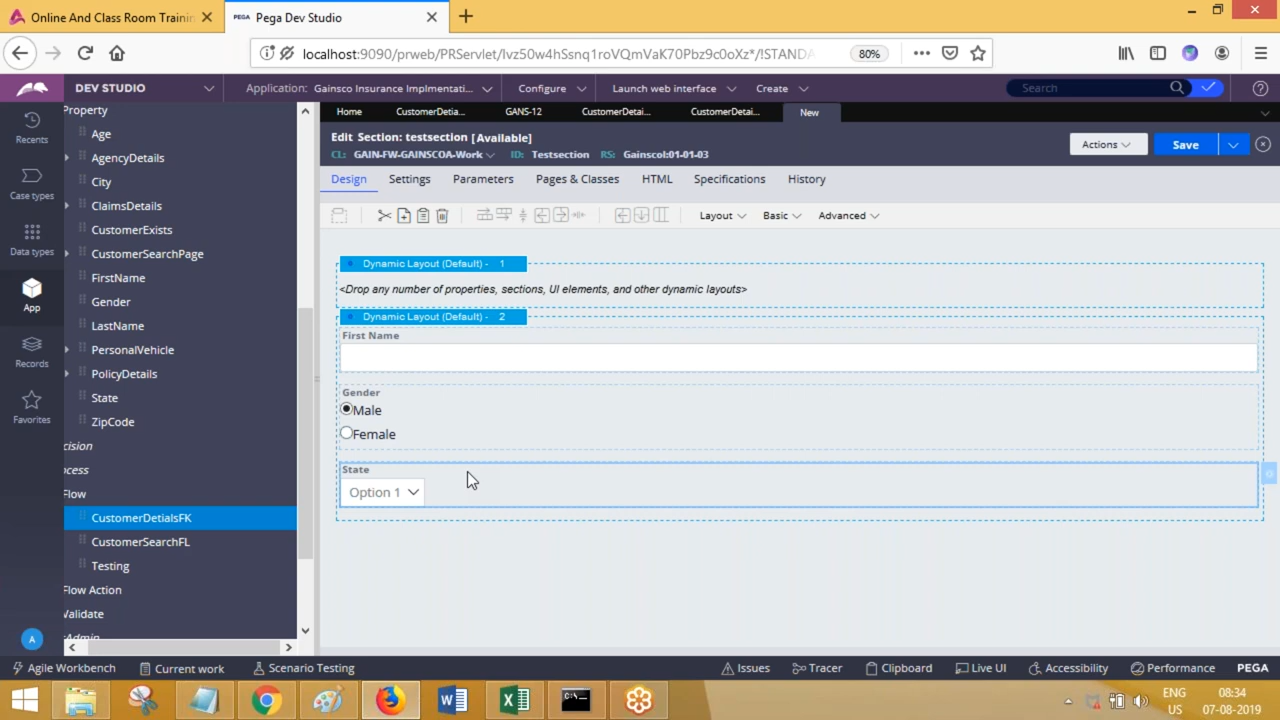 Online And Class Room Trainin
PEGA Pega Dev Studio
localhost:9090/prweb/PRServlet/Ivz50w4hSsnq1roVQmVaK70Pbz9c0oXz*/!STANDA
80%
DEV STUDIO
Application: Gainsco Insurance Implmentati...
Configure
Launch web interface
Create
Search
Recents
Case types
Data types
App
Records
Favorites
A
Property
Age
AgencyDetails
City
ClaimsDetails
CustomerExists
CustomerSearchPage
FirstName
Gender
LastName
PersonalVehicle
PolicyDetails
State
ZipCode
cision
ocess
Flow
CustomerDetialsFK
CustomerSearchFL
Testing
Flow Action
Validate
Home
CustomerDetia...
GANS-12
CustomerDetai...
CustomerDetai...
New
Edit Section: testsection [Available]
CL: GAIN-FW-GAINSCOA-Work ID: Testsection RS: Gainscol:01-01-03
Actions
Save
Design Settings Parameters Pages & Classes HTML Specifications History
Layout Basic Advanced
Dynamic Layout (Default) - 1
<Drop any number of properties, sections, UI elements, and other dynamic layouts>
Dynamic Layout (Default) - 2
First Name
Gender
Male
Female
State
Option 1
Agile Workbench Current work Scenario Testing Issues Tracer Clipboard Live UI Accessibility Performance PEGA
ENG 08:34
US 07-08-2019